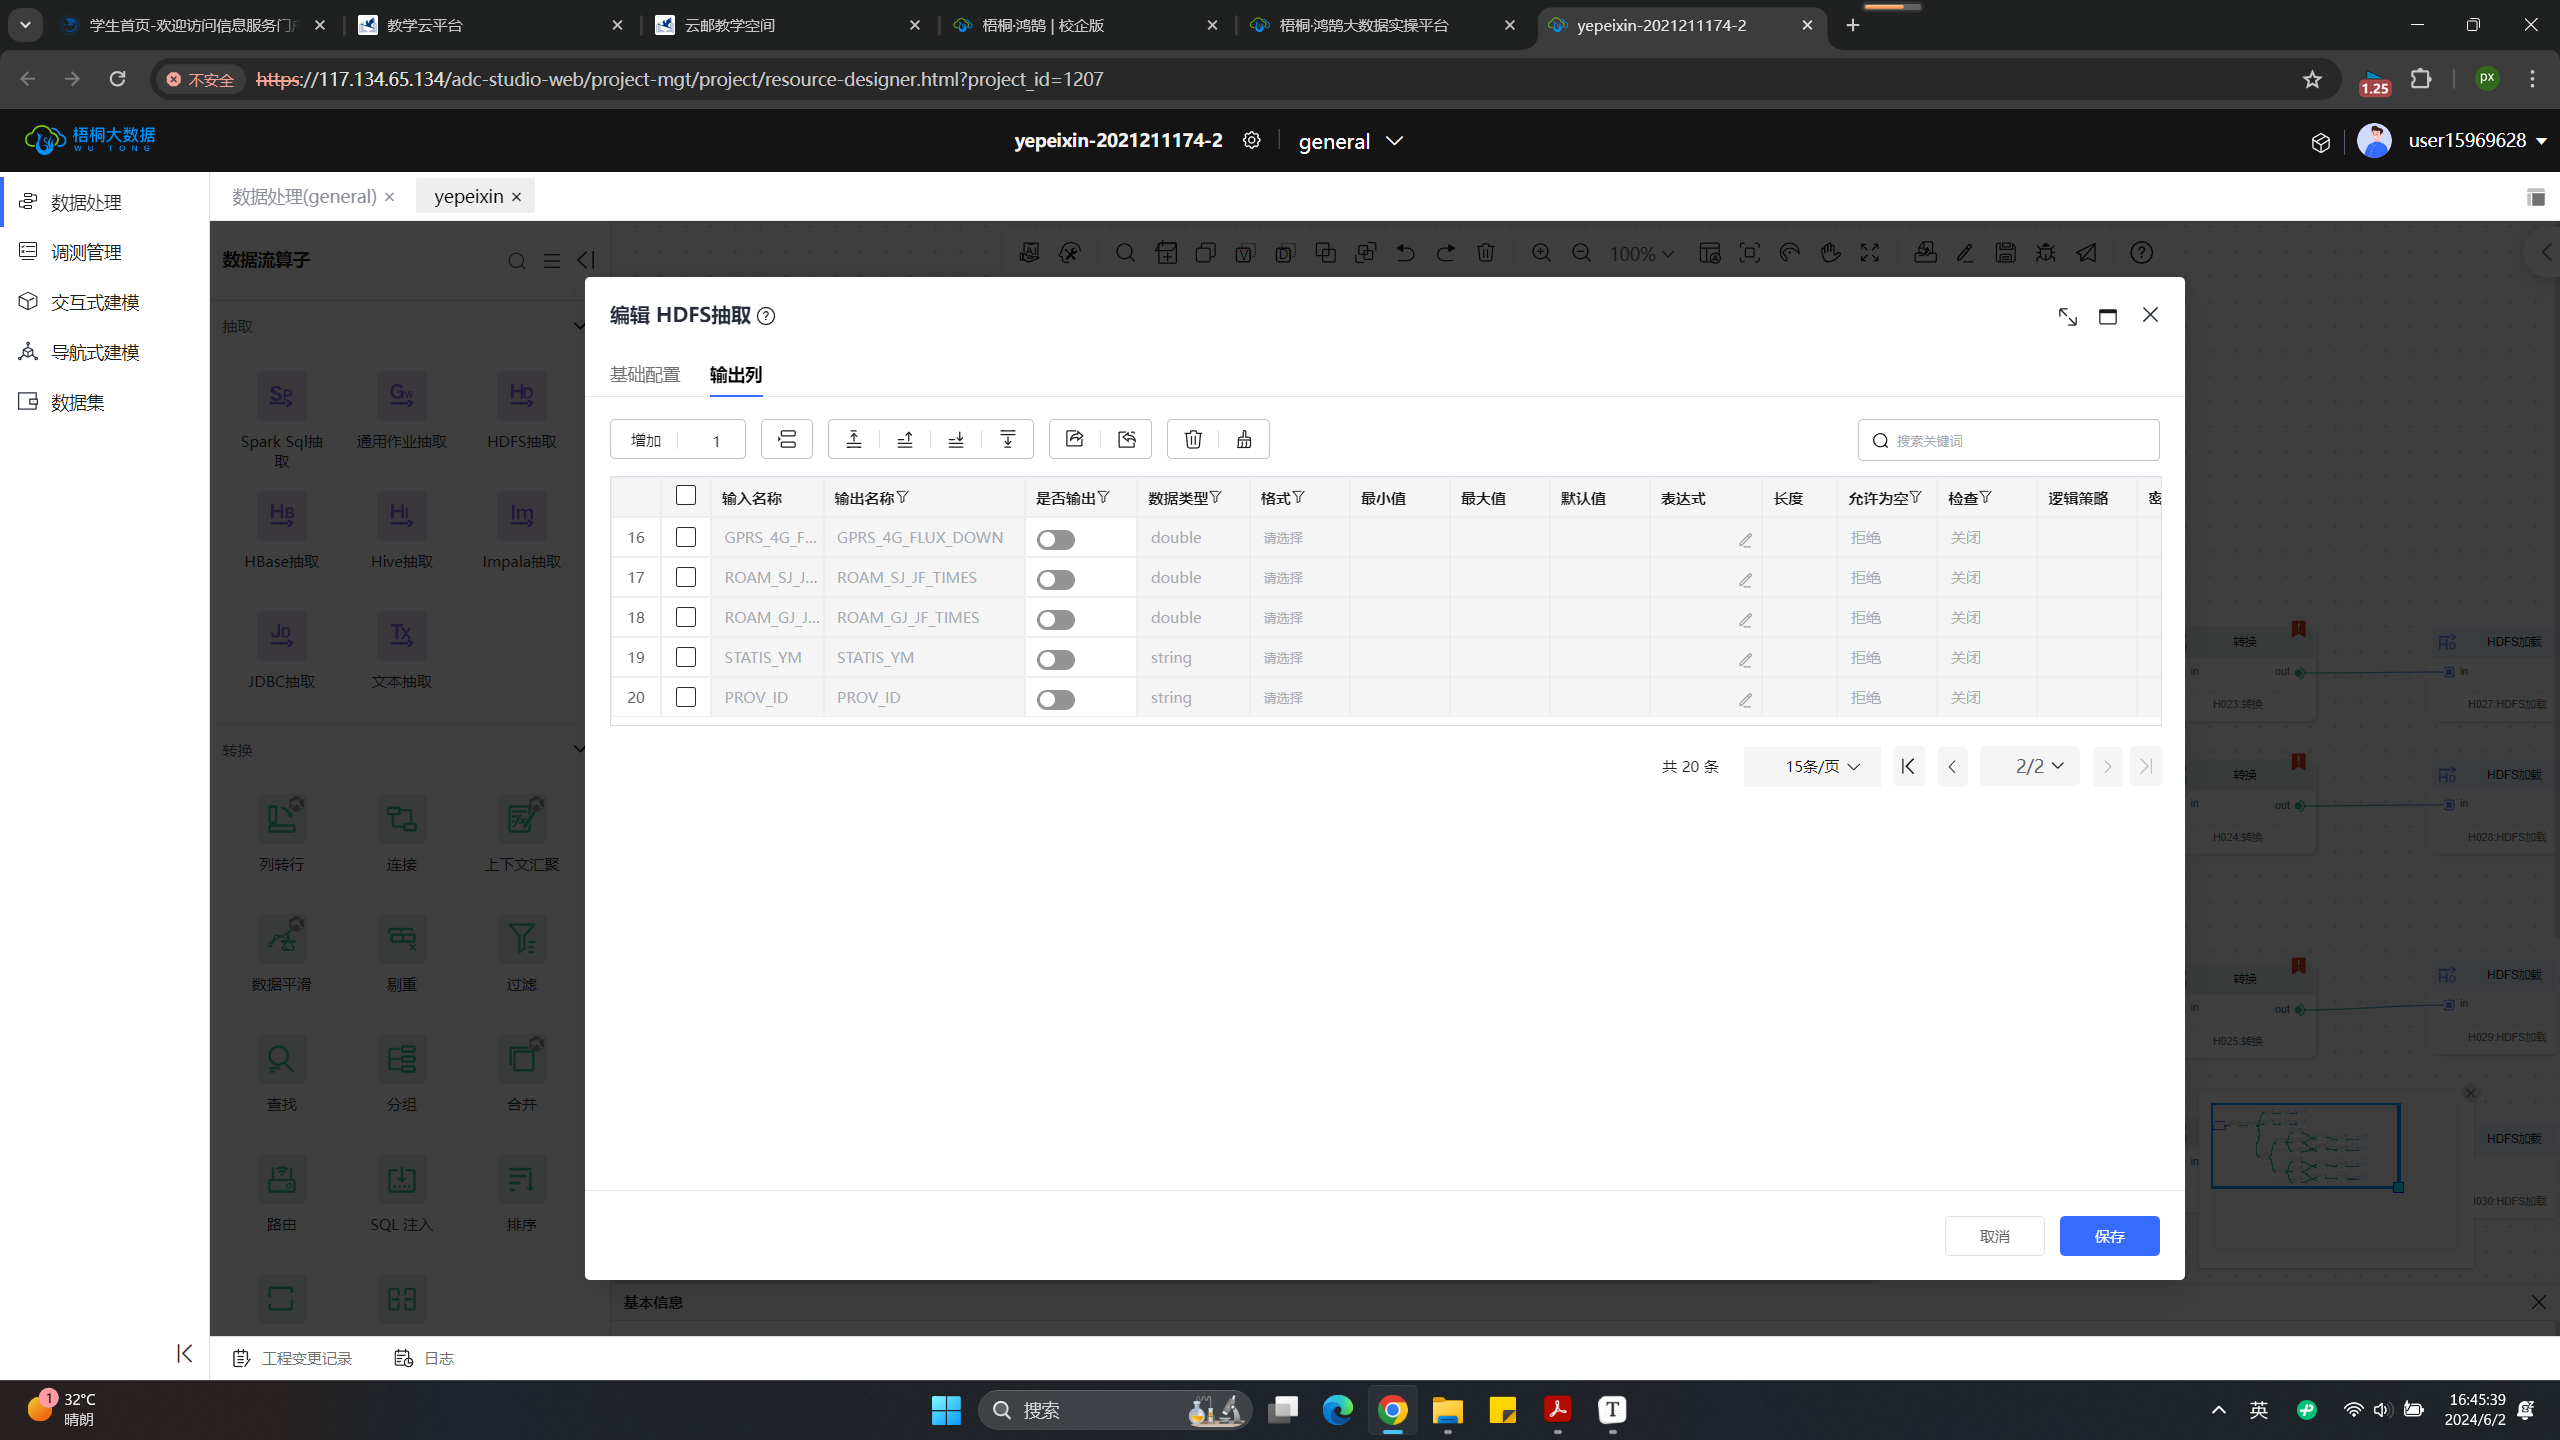 学生首页-欢迎访问信息服务门户
教学云平台
云邮教学空间
梧桐·鸿鹄 | 校企版
梧桐·鸿鹄大数据实操平台
yepeixin-2021211174-2
不安全
https://117.134.65.134/adc-studio-web/project-mgt/project/resource-designer.html?project_id=1207
1.25
px
梧桐大数据
WU TONG
yepeixin-2021211174-2
general
user15969628
数据处理
调测管理
交互式建模
导航式建模
数据集
数据处理(general)
yepeixin
数据流算子
100%
抽取
Spark Sql抽取
通用作业抽取
HDFS抽取
HBase抽取
Hive抽取
Impala抽取
JDBC抽取
文本抽取
转换
列转行
连接
上下文汇聚
数据平滑
剔重
过滤
查找
分组
合并
路由
SQL 注入
排序
编辑 HDFS抽取
基础配置
输出列
增加 1
搜索关键词
输入名称 输出名称 是否输出 数据类型 格式 最小值 最大值 默认值 表达式 长度 允许为空 检查 逻辑策略
16 GPRS_4G_F... GPRS_4G_FLUX_DOWN double 请选择 拒绝 关闭
17 ROAM_SJ_J... ROAM_SJ_JF_TIMES double 请选择 拒绝 关闭
18 ROAM_GJ_J... ROAM_GJ_JF_TIMES double 请选择 拒绝 关闭
19 STATIS_YM STATIS_YM string 请选择 拒绝 关闭
20 PROV_ID PROV_ID string 请选择 拒绝 关闭
共 20 条 15条/页 2/2
取消 保存
转换 HDFS加载
in out in
H023:转换 H027:HDFS加载
转换 HDFS加载
in out in
H024:转换 H028:HDFS加载
转换 HDFS加载
in out in
H025:转换 H029:HDFS加载
HDFS加载
in
030:HDFS加载
基本信息
工程变更记录
日志
1
32°C
晴朗
搜索
英
16:45:39
2024/6/2